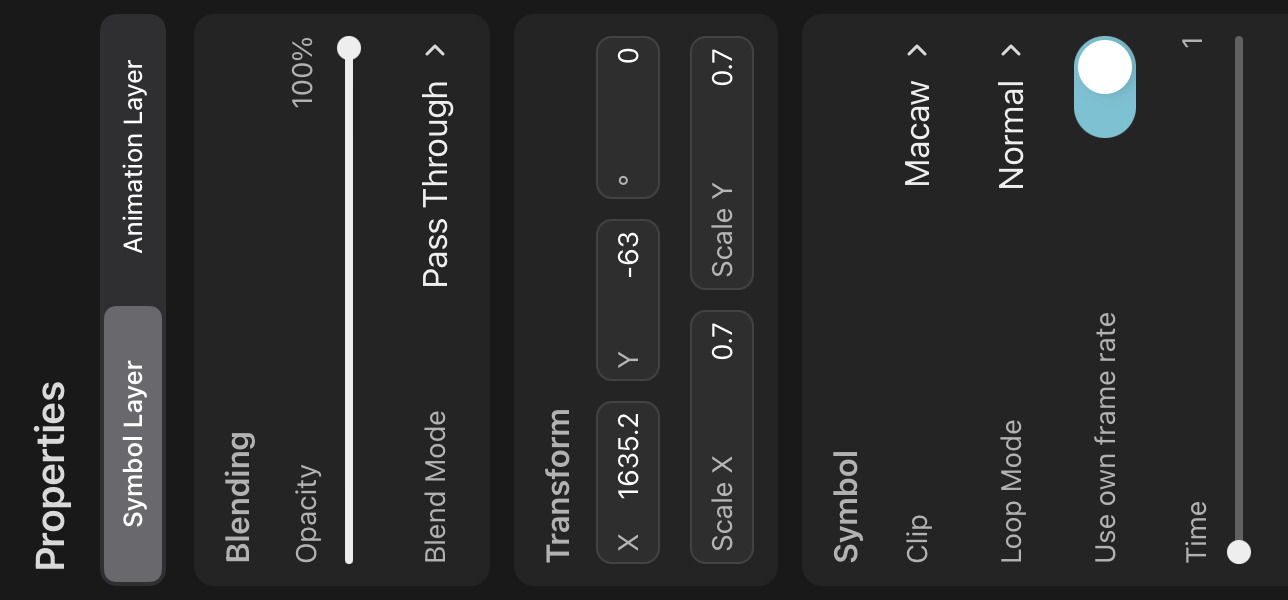 Properties
Symbol Layer Animation Layer
Blending
Opacity 100%
Blend Mode Pass Through
Transform
X 1635.2 Y -63 ° 0
Scale X 0.7 Scale Y 0.7
Symbol
Clip Macaw
Loop Mode Normal
Use own frame rate
Time 1